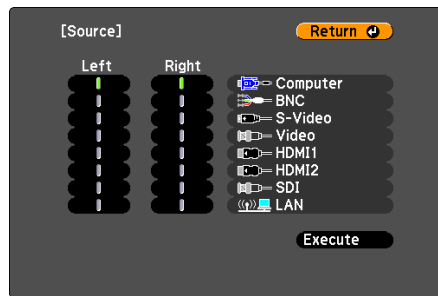 [Source]
Return
Left Right
Computer
BNC
S-Video
Video
HDMI1
HDMI2
SDI
LAN
Execute